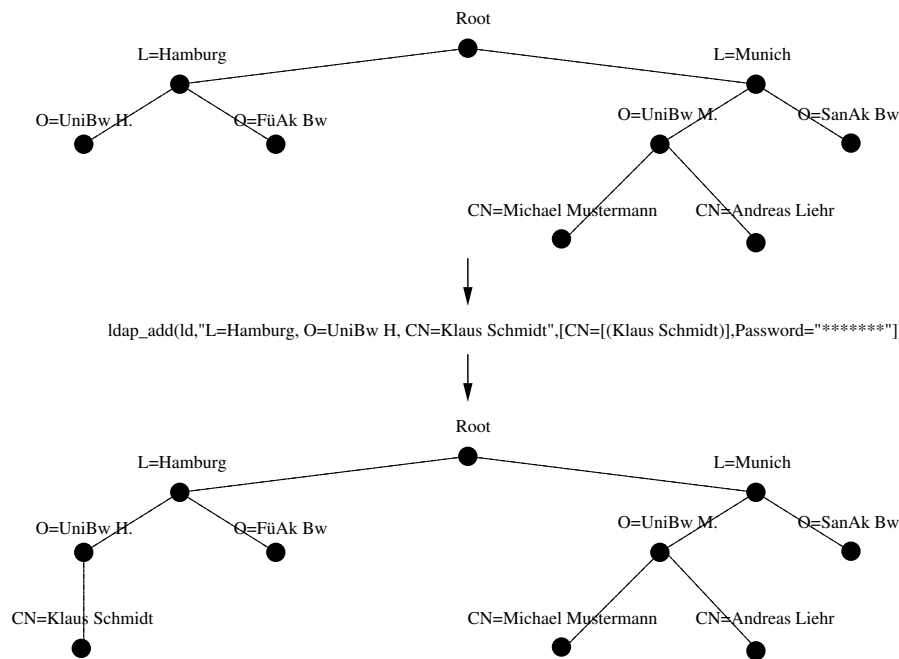 Root
L=Hamburg
L=Munich
O=UniBw H.
O=FüAk Bw
O=UniBw M.
O=SanAk Bw
CN=Michael Mustermann
CN=Andreas Liehr
ldap_add(ld,"L=Hamburg, O=UniBw H, CN=Klaus Schmidt",[CN=[(Klaus Schmidt)],Password="*******"]
Root
L=Hamburg
L=Munich
O=UniBw H.
O=FüAk Bw
O=UniBw M.
O=SanAk Bw
CN=Klaus Schmidt
CN=Michael Mustermann
CN=Andreas Liehr